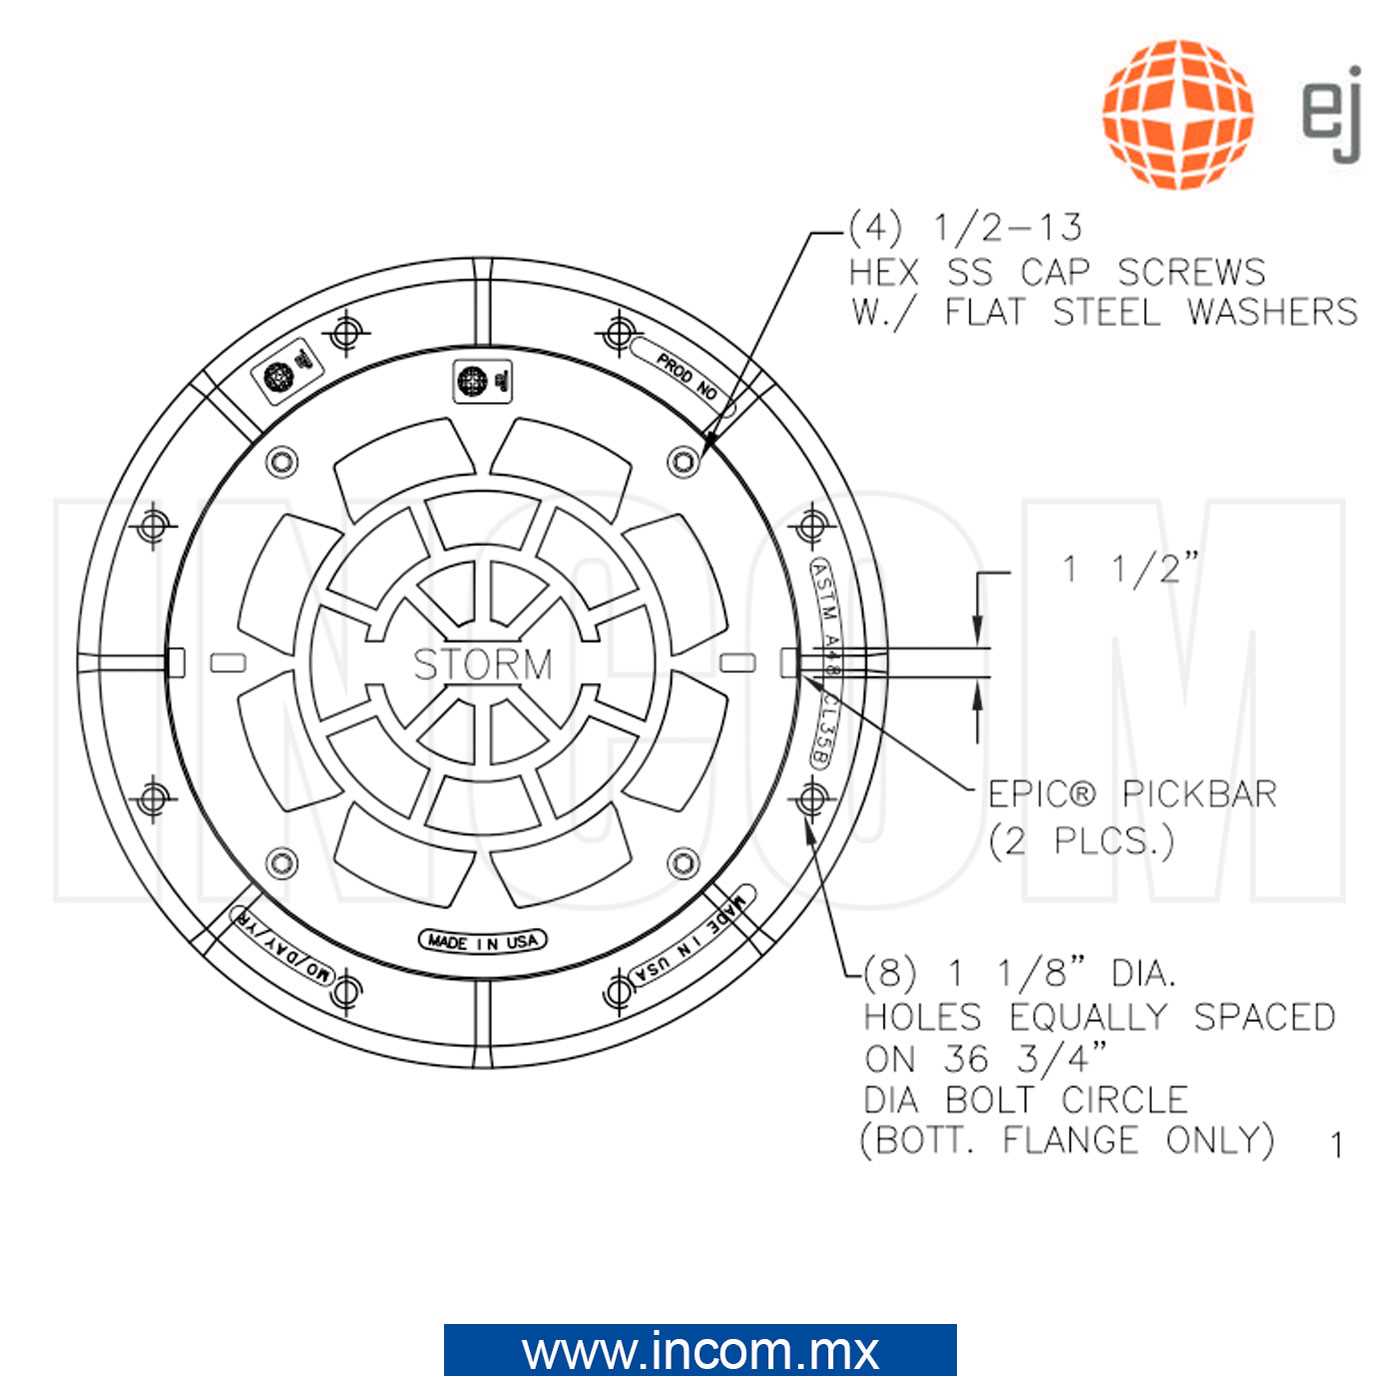 ej
(4) 1/2-13
HEX SS CAP SCREWS
W./ FLAT STEEL WASHERS
PROD NO
1 1/2"
ASTM A48 CL35B
STORM
EPIC® PICKBAR
(2 PLCS.)
MADE IN USA
MADE IN USA
MO/DAY/YR
(8) 1 1/8" DIA.
HOLES EQUALLY SPACED
ON 36 3/4"
DIA BOLT CIRCLE
(BOTT. FLANGE ONLY) 1
INCOM
www.incom.mx